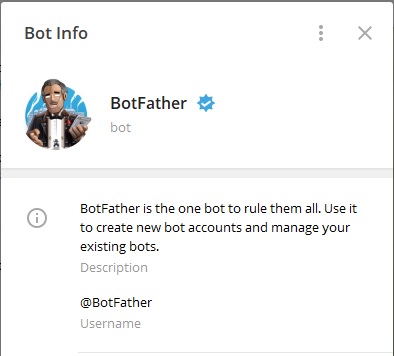 Bot Info
BotFather
bot
BotFather is the one bot to rule them all. Use it
to create new bot accounts and manage your
existing bots.
Description
@BotFather
Username